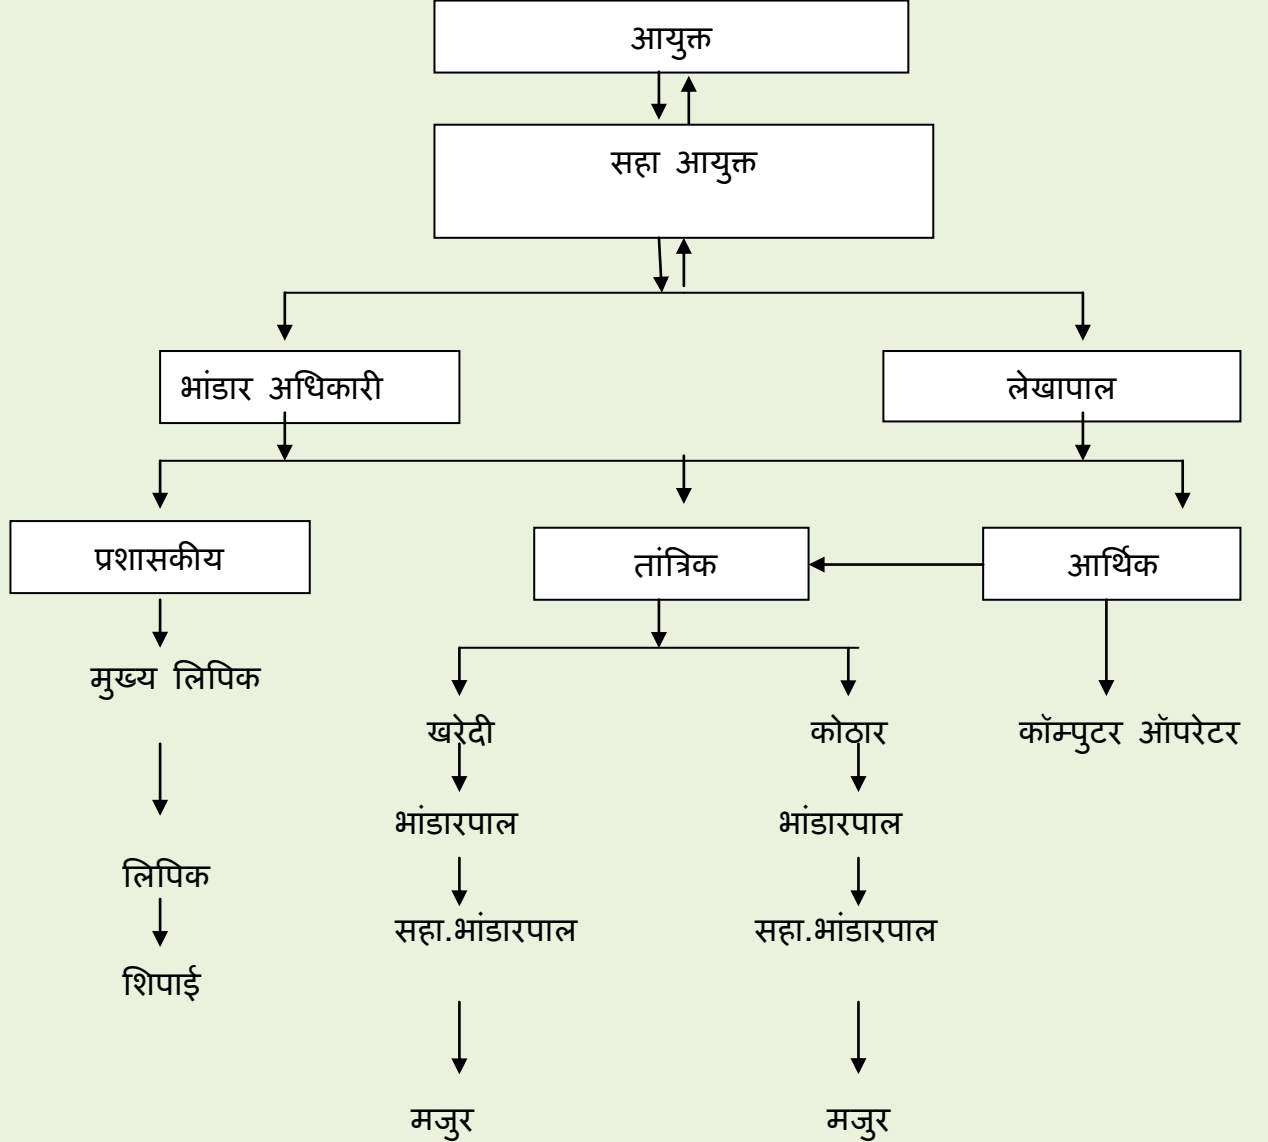 आयुक्त
सहा आयुक्त
भांडार अधिकारी
लेखापाल
प्रशासकीय
तांत्रिक
आर्थिक
मुख्य लिपिक
खरेदी
कोठार
कॉम्पुटर ऑपरेटर
भांडारपाल
भांडारपाल
लिपिक
सहा.भांडारपाल
सहा.भांडारपाल
शिपाई
मजुर
मजुर